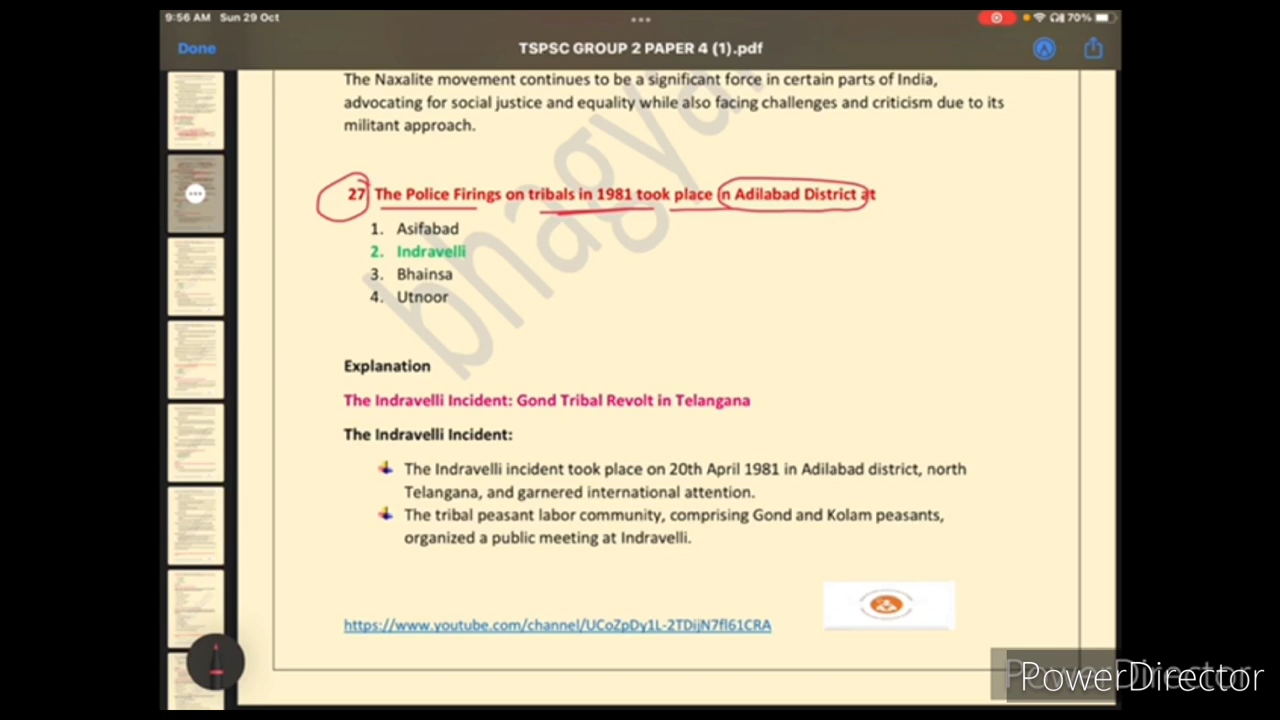 9:56 AM Sun 29 Oct
70%
Done
TSPSC GROUP 2 PAPER 4 (1).pdf
The Naxalite movement continues to be a significant force in certain parts of India,
advocating for social justice and equality while also facing challenges and criticism due to its
militant approach.
27 The Police Firings on tribals in 1981 took place in Adilabad District at
1. Asifabad
2. Indravelli
3. Bhainsa
4. Utnoor
Explanation
The Indravelli Incident: Gond Tribal Revolt in Telangana
The Indravelli Incident:
The Indravelli incident took place on 20th April 1981 in Adilabad district, north
Telangana, and garnered international attention.
The tribal peasant labor community, comprising Gond and Kolam peasants,
organized a public meeting at Indravelli.
https://www.youtube.com/channel/UCoZpDy1L-2TDijN7fl61CRA
PowerDirector